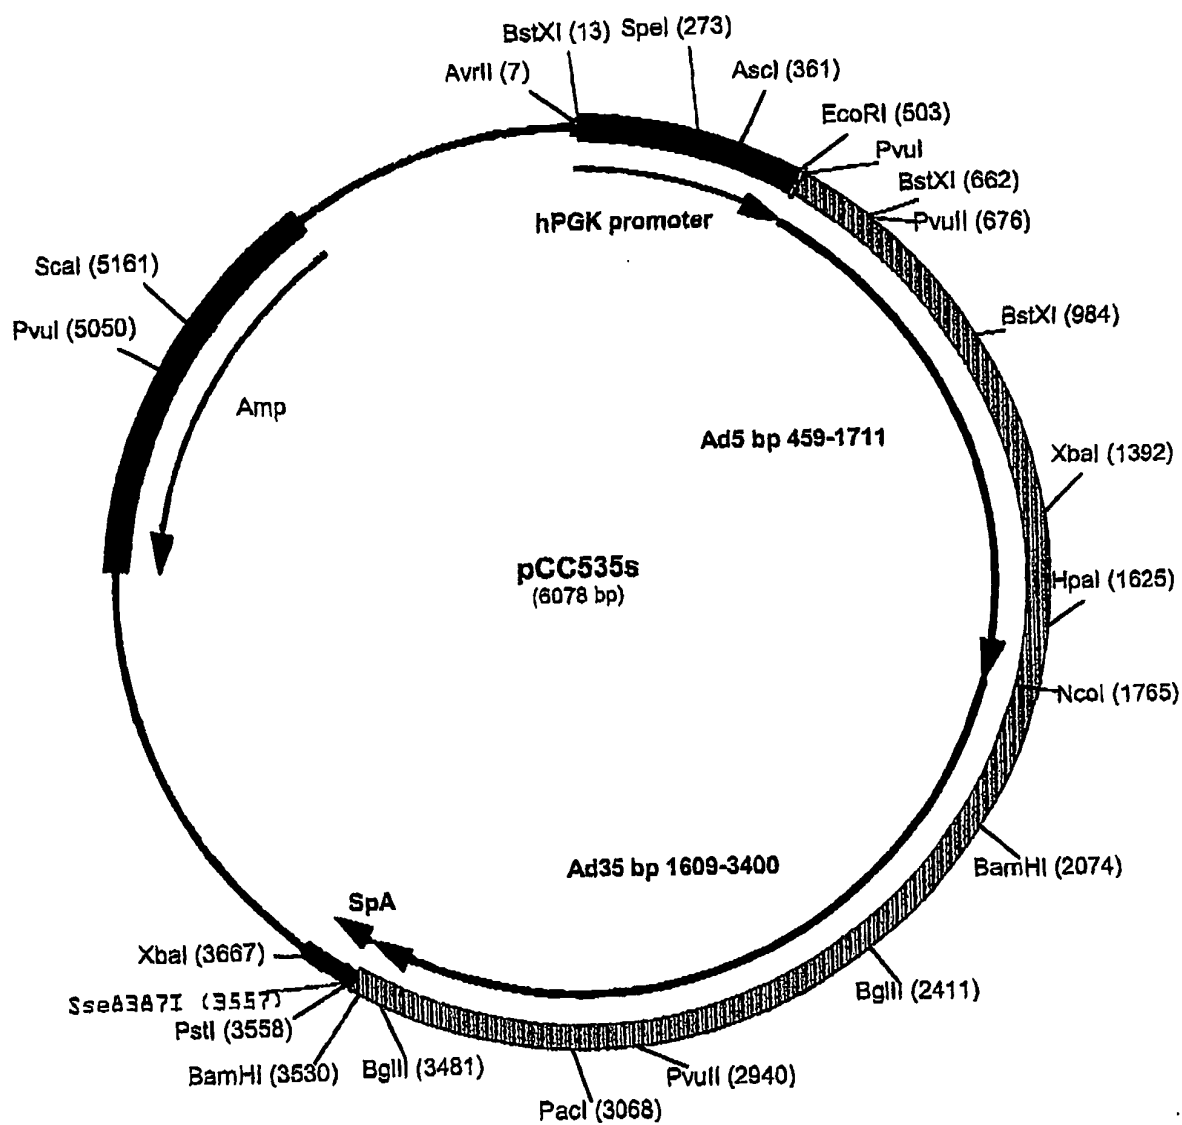 BstXI (13)
SpeI (273)
AvrII (7)
AscI (361)
EcoRI (503)
PvuI
BstXI (662)
PvuII (676)
hPGK promoter
ScaI (5161)
PvuI (5050)
BstXI (984)
Amp
Ad5 bp 459-1711
XbaI (1392)
pCC535s
(6078 bp)
HpaI (1625)
NcoI (1765)
Ad35 bp 1609-3400
BamHI (2074)
SpA
XbaI (3667)
Sse8387I (3557)
BglII (2411)
PstI (3558)
BamHI (3530)
BglII (3481)
PvuII (2940)
PacI (3068)